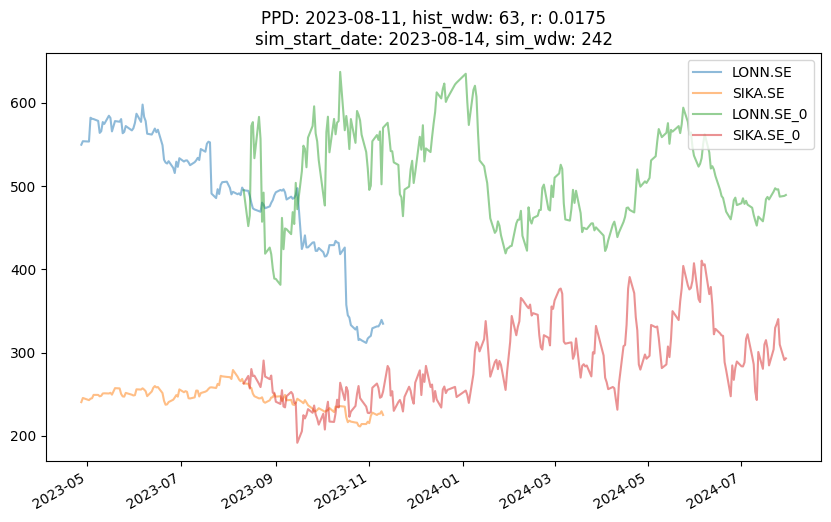 PPD: 2023-08-11, hist_wdw: 63, r: 0.0175
sim_start_date: 2023-08-14, sim_wdw: 242
LONN.SE
SIKA.SE
LONN.SE_0
SIKA.SE_0
600
500
400
300
200
2023-05
2023-07
2023-09
2023-11
2024-01
2024-03
2024-05
2024-07